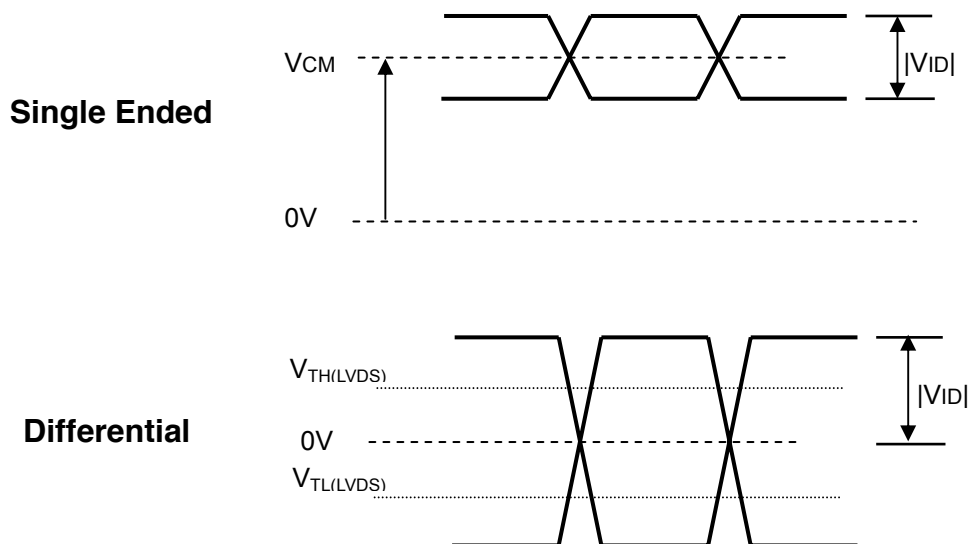 VCM
|VID|
Single Ended
0V
VTH(LVDS)
|VID|
Differential
0V
VTL(LVDS)